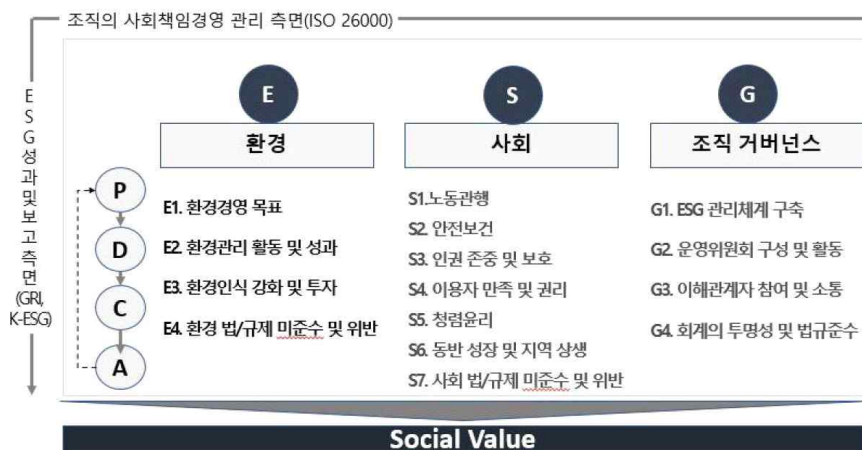 조직의 사회책임경영 관리 측면(ISO 26000)
ESG성과및보고측면
(GRI,
K-ESG)
E
S
G
환경
사회
조직 거버넌스
P
D
C
A
E1. 환경경영 목표
E2. 환경관리 활동 및 성과
E3. 환경인식 강화 및 투자
E4. 환경 법/규제 미준수 및 위반
S1.노동관행
S2. 안전보건
S3. 인권 존중 및 보호
S4. 이용자 만족 및 권리
S5. 청렴윤리
S6. 동반 성장 및 지역 상생
S7. 사회 법/규제 미준수 및 위반
G1. ESG 관리체계 구축
G2. 운영위원회 구성 및 활동
G3. 이해관계자 참여 및 소통
G4. 회계의 투명성 및 법규준수
Social Value